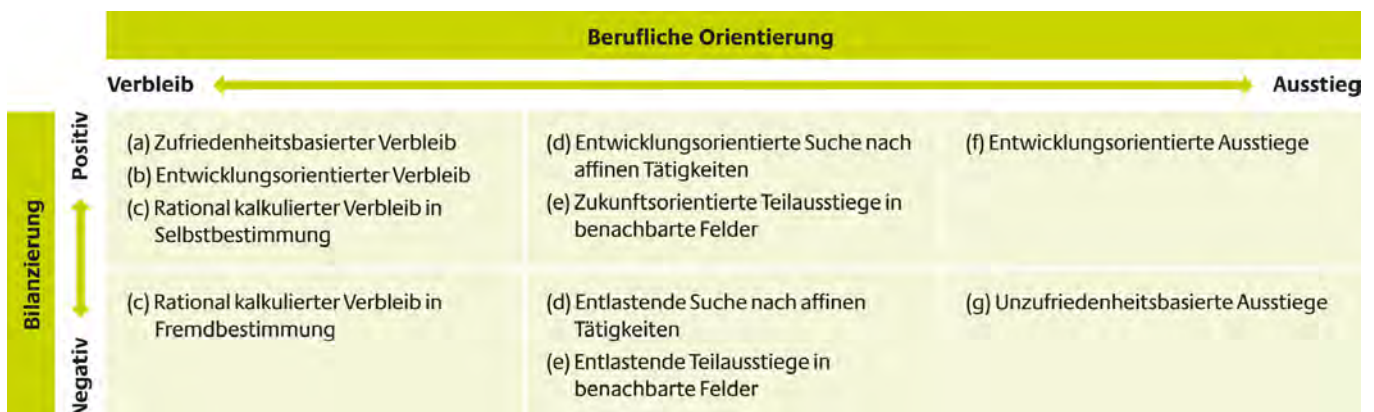 Berufliche Orientierung
Verbleib
Ausstieg
Bilanzierung
Positiv
(a) Zufriedenheitsbasierter Verbleib
(b) Entwicklungsorientierter Verbleib
(c) Rational kalkulierter Verbleib in
Selbstbestimmung
(d) Entwicklungsorientierte Suche nach
affinen Tätigkeiten
(e) Zukunftsorientierte Teilausstiege in
benachbarte Felder
(f) Entwicklungsorientierte Ausstiege
Negativ
(c) Rational kalkulierter Verbleib in
Fremdbestimmung
(d) Entlastende Suche nach affinen
Tätigkeiten
(e) Entlastende Teilausstiege in
benachbarte Felder
(g) Unzufriedenheitsbasierte Ausstiege